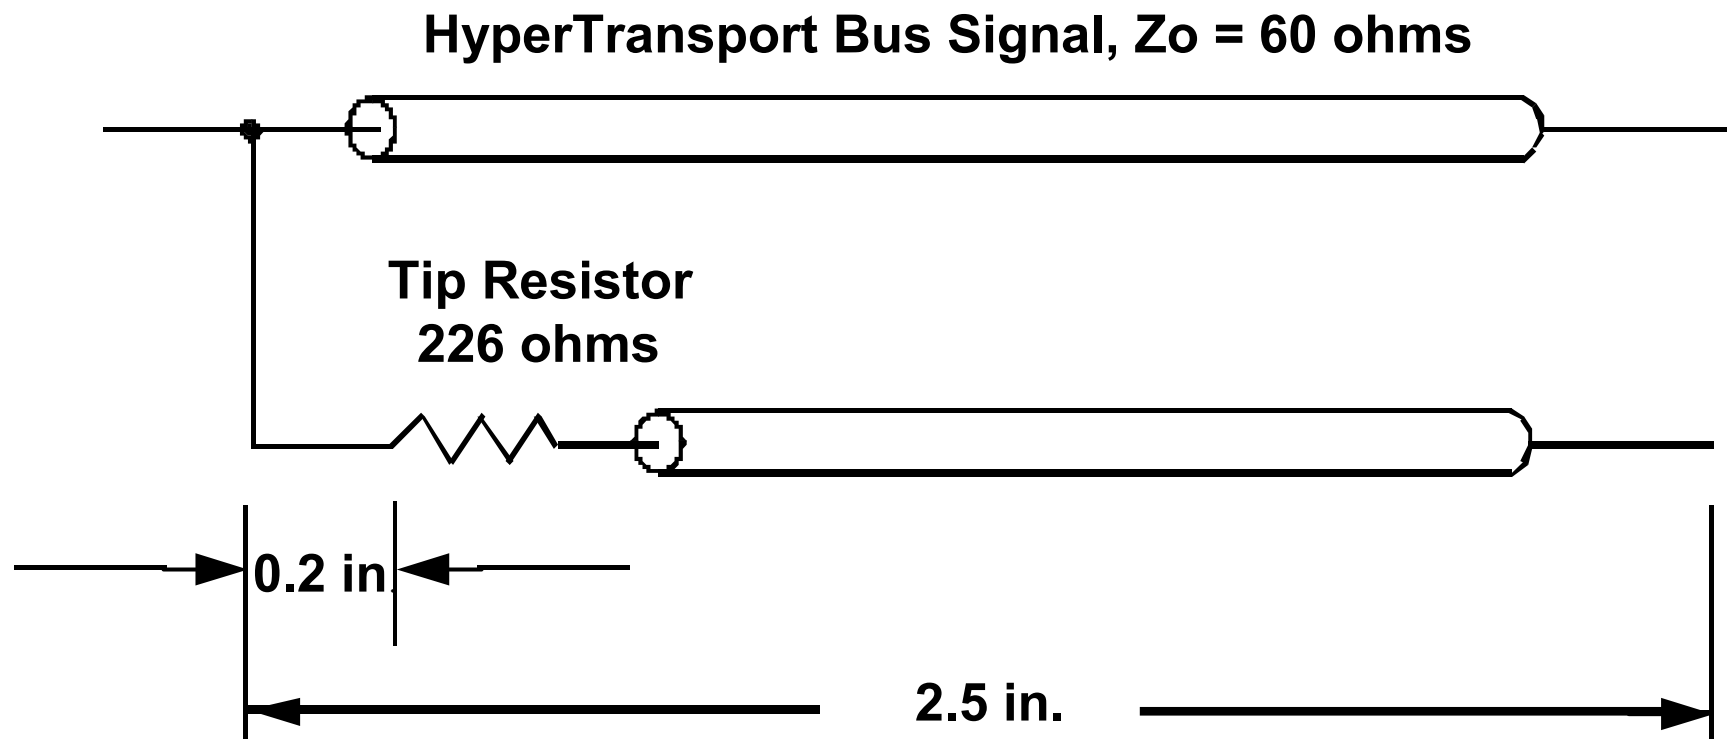 HyperTransport Bus Signal, Zo = 60 ohms
Tip Resistor
226 ohms
0.2 in.
2.5 in.